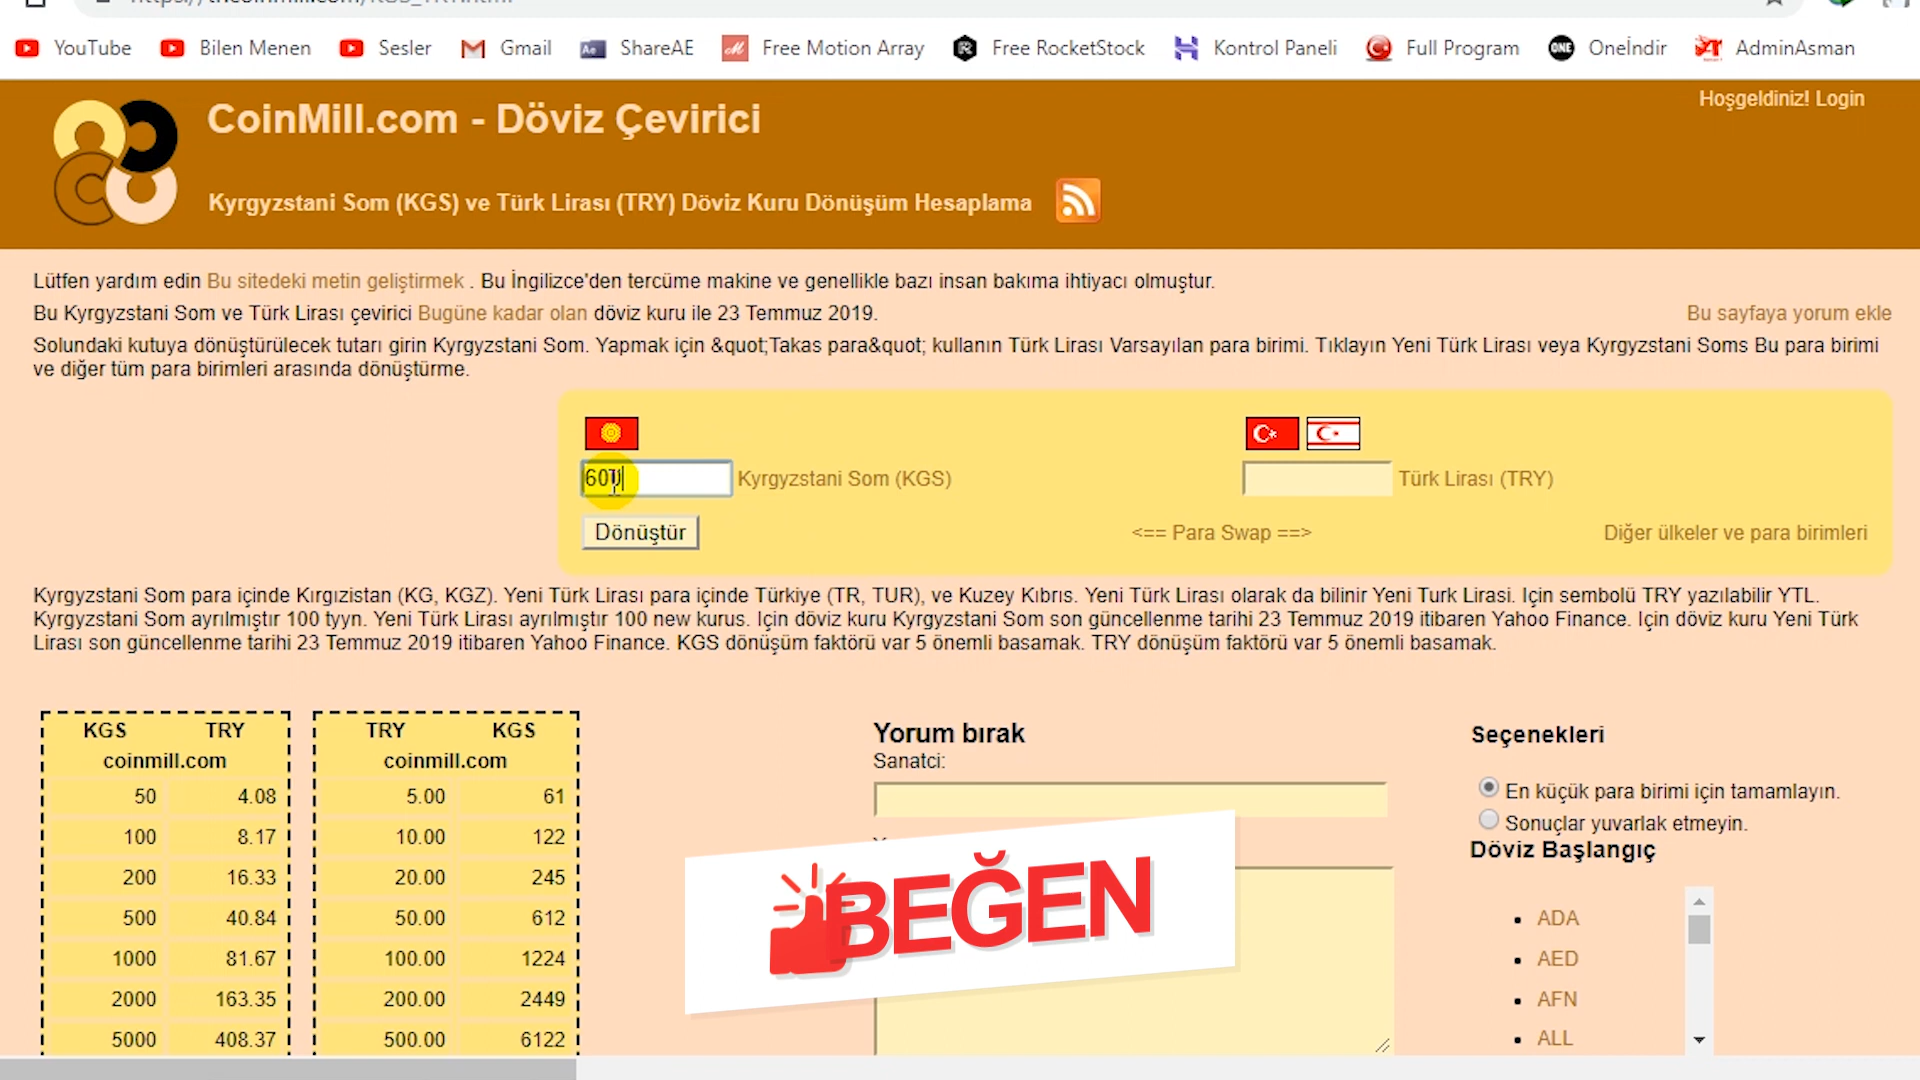 YouTube Bilen Menen Sesler Gmail ShareAE Free Motion Array Free RocketStock Kontrol Paneli Full Program Oneİndir AdminAsman
Hoşgeldiniz! Login
CoinMill.com - Döviz Çevirici
Kyrgyzstani Som (KGS) ve Türk Lirası (TRY) Döviz Kuru Dönüşüm Hesaplama
Lütfen yardım edin Bu sitedeki metin geliştirmek . Bu İngilizce'den tercüme makine ve genellikle bazı insan bakıma ihtiyacı olmuştur.
Bu Kyrgyzstani Som ve Türk Lirası çevirici Bugüne kadar olan döviz kuru ile 23 Temmuz 2019.
Bu sayfaya yorum ekle
Solundaki kutuya dönüştürülecek tutarı girin Kyrgyzstani Som. Yapmak için &quot;Takas para&quot; kullanın Türk Lirası Varsayılan para birimi. Tıklayın Yeni Türk Lirası veya Kyrgyzstani Soms Bu para birimi
ve diğer tüm para birimleri arasında dönüştürme.
Kyrgyzstani Som (KGS) Türk Lirası (TRY)
Dönüştür <== Para Swap ==> Diğer ülkeler ve para birimleri
Kyrgyzstani Som para içinde Kırgızistan (KG, KGZ). Yeni Türk Lirası para içinde Türkiye (TR, TUR), ve Kuzey Kıbrıs. Yeni Türk Lirası olarak da bilinir Yeni Turk Lirasi. Için sembolü TRY yazılabilir YTL.
Kyrgyzstani Som ayrılmıştır 100 tyyn. Yeni Türk Lirası ayrılmıştır 100 new kurus. Için döviz kuru Kyrgyzstani Som son güncellenme tarihi 23 Temmuz 2019 itibaren Yahoo Finance. Için döviz kuru Yeni Türk
Lirası son güncellenme tarihi 23 Temmuz 2019 itibaren Yahoo Finance. KGS dönüşüm faktörü var 5 önemli basamak. TRY dönüşüm faktörü var 5 önemli basamak.
KGS TRY
coinmill.com
50 4.08
100 8.17
200 16.33
500 40.84
1000 81.67
2000 163.35
5000 408.37
TRY KGS
coinmill.com
5.00 61
10.00 122
20.00 245
50.00 612
100.00 1224
200.00 2449
500.00 6122
Yorum bırak
Sanatci:
BEĞEN
Seçenekleri
En küçük para birimi için tamamlayın.
Sonuçlar yuvarlak etmeyin.
Döviz Başlangıç
ADA
AED
AFN
ALL